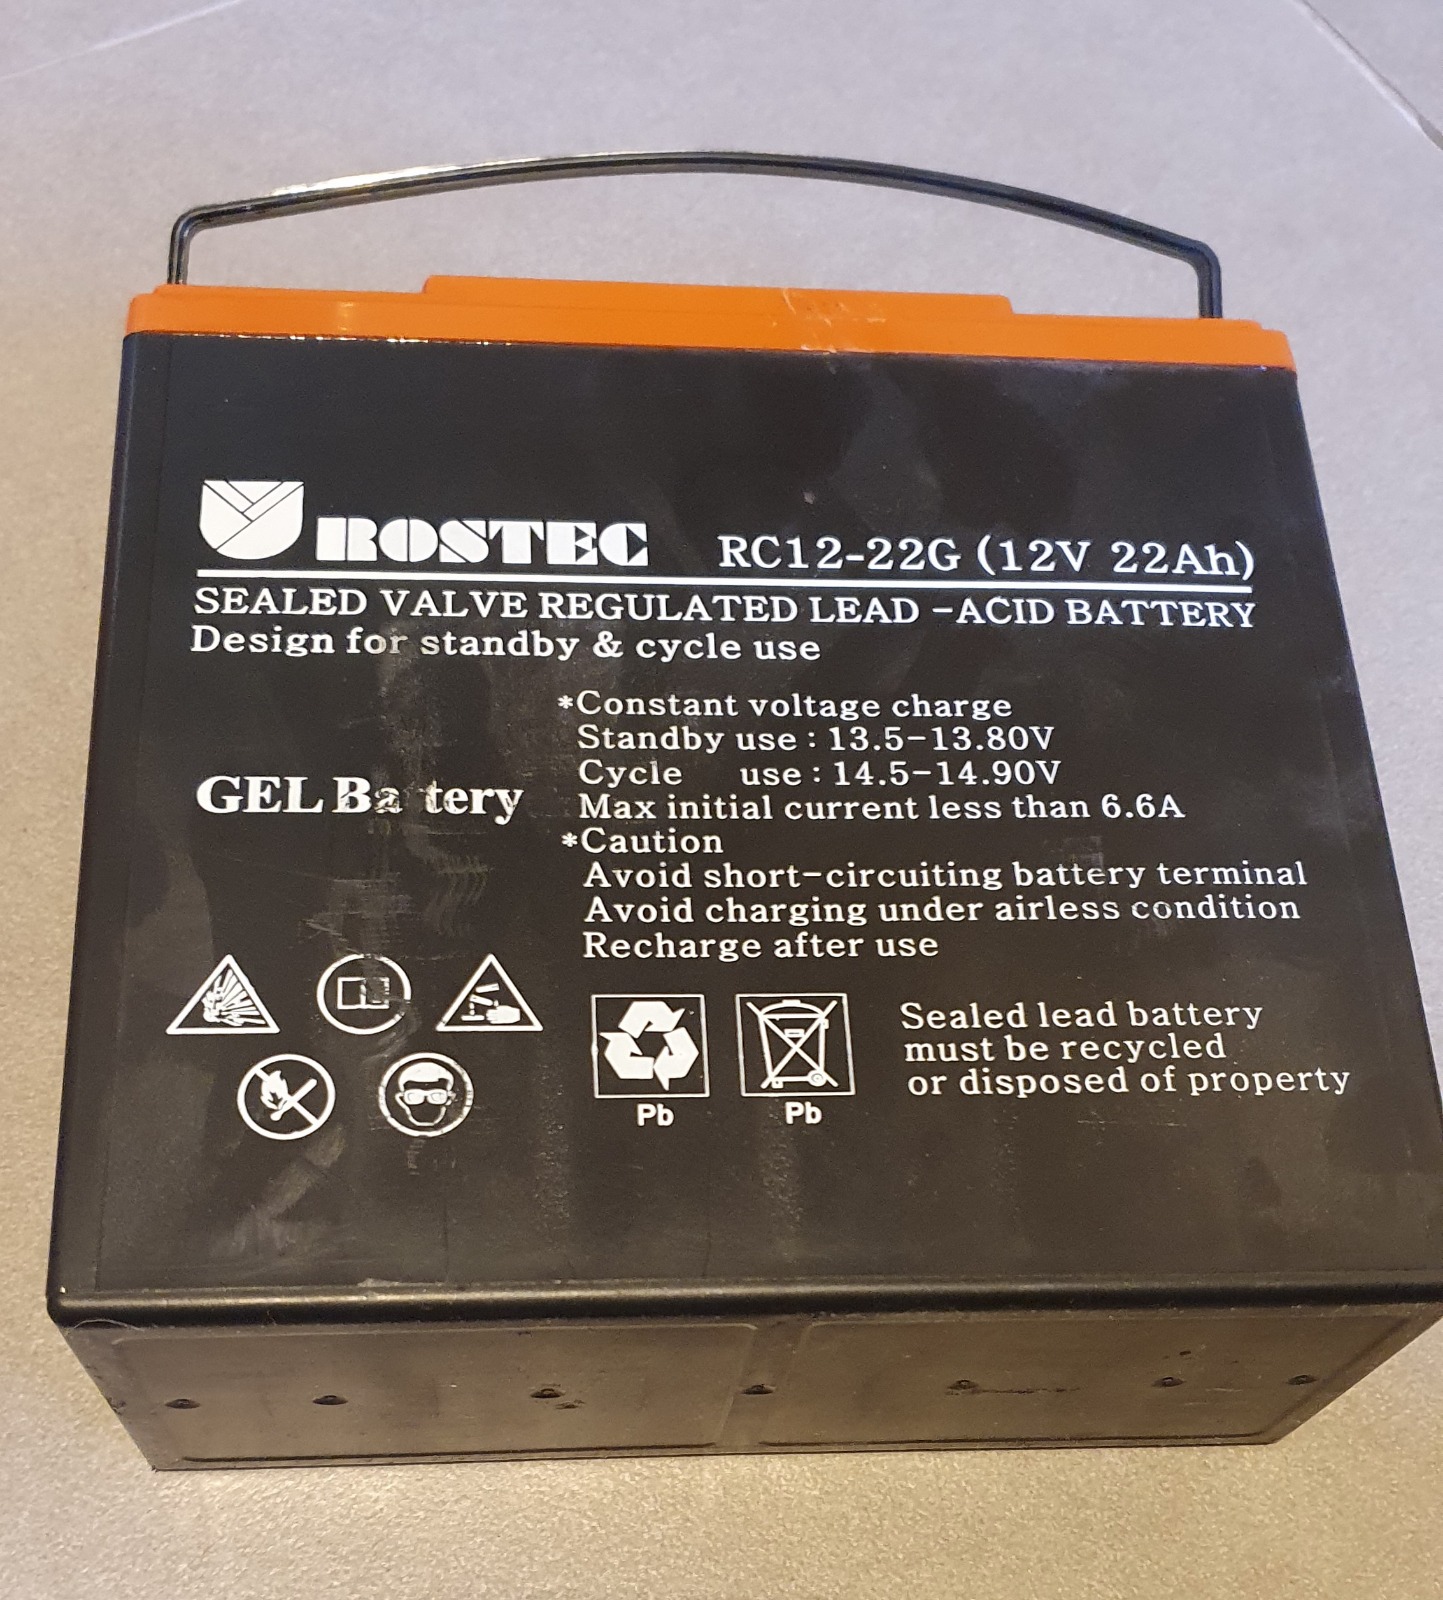 ROSTEC RC12-22G (12V 22Ah)
SEALED VALVE REGULATED LEAD -ACID BATTERY
Design for standby & cycle use
*Constant voltage charge
Standby use : 13.5-13.80V
Cycle use : 14.5-14.90V
Max initial current less than 6.6A
GEL Battery
*Caution
Avoid short-circuiting battery terminal
Avoid charging under airless condition
Recharge after use
Sealed lead battery
must be recycled
or disposed of property
Pb Pb